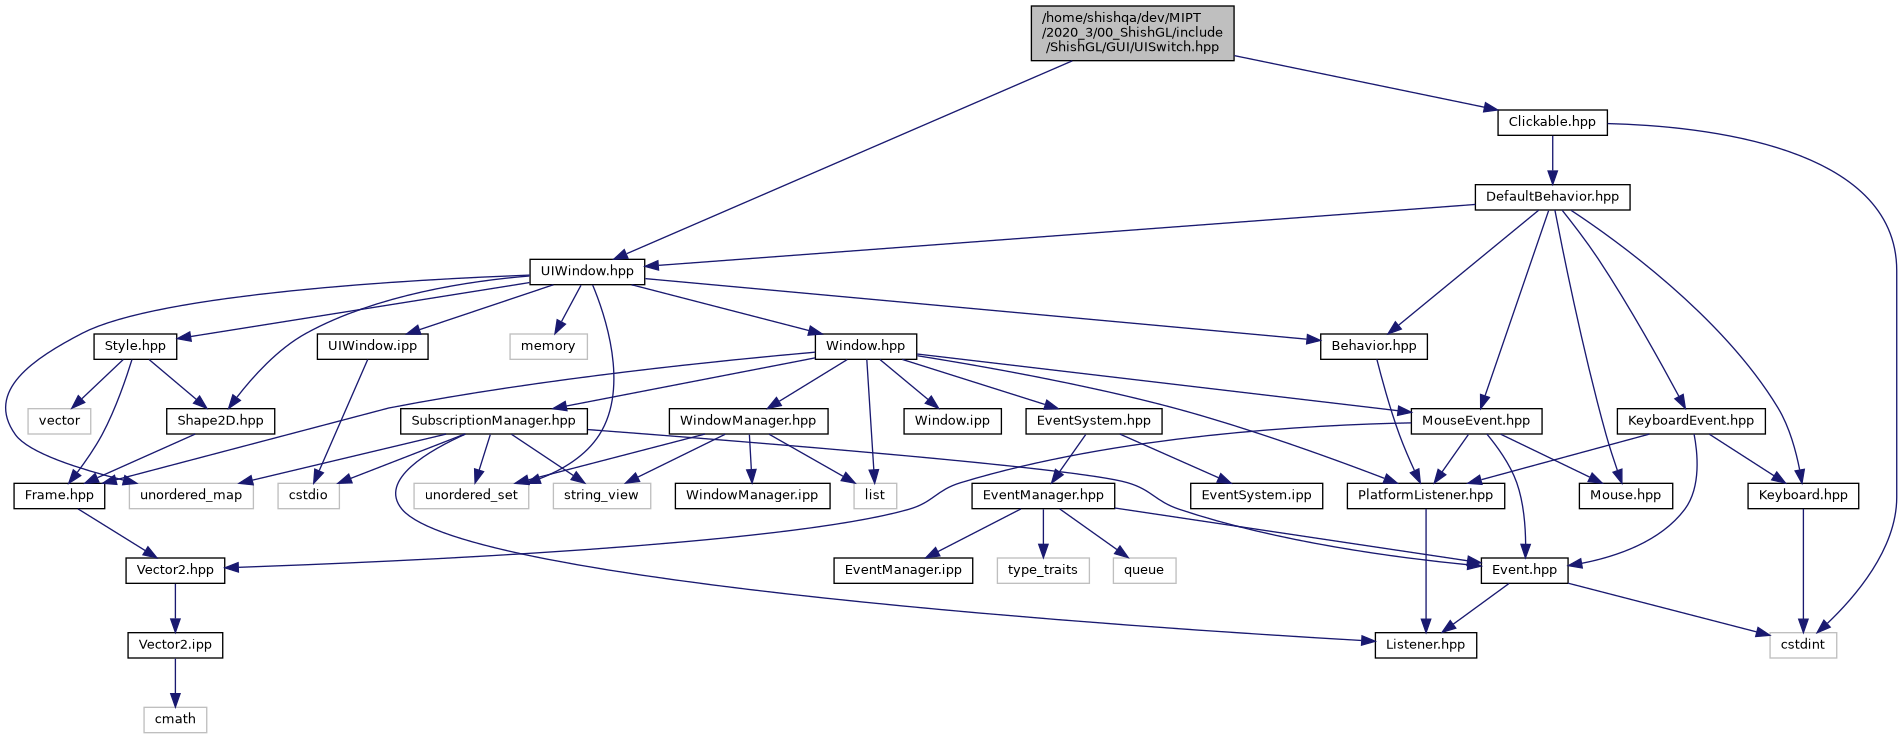 /home/shishqa/dev/MIPT
/2020_3/00_ShishGL/include
/ShishGL/GUI/UISwitch.hpp
Clickable.hpp
DefaultBehavior.hpp
UIWindow.hpp
Style.hpp
UIWindow.ipp
memory
Window.hpp
Behavior.hpp
vector
Shape2D.hpp
SubscriptionManager.hpp
WindowManager.hpp
Window.ipp
EventSystem.hpp
MouseEvent.hpp
KeyboardEvent.hpp
Frame.hpp
unordered_map
cstdio
unordered_set
string_view
WindowManager.ipp
list
EventManager.hpp
EventSystem.ipp
PlatformListener.hpp
Mouse.hpp
Keyboard.hpp
Vector2.hpp
EventManager.ipp
type_traits
queue
Event.hpp
Vector2.ipp
Listener.hpp
cstdint
cmath